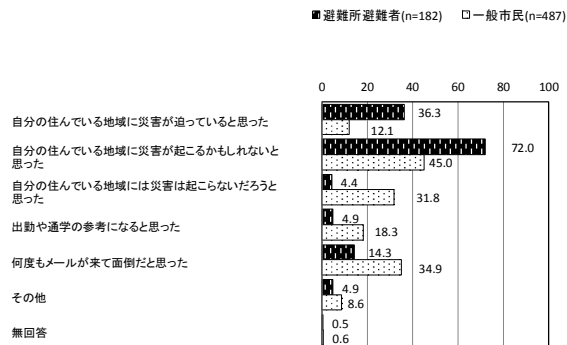 避難所避難者(n=182) 一般市民(n=487)
0 20 40 60 80 100
自分の住んでいる地域に災害が迫っていると思った
36.3
12.1
自分の住んでいる地域に災害が起こるかもしれないと
思った
72.0
45.0
自分の住んでいる地域には災害は起こらないだろうと
思った
4.4
31.8
出勤や通学の参考になると思った
4.9
18.3
何度もメールが来て面倒だと思った
14.3
34.9
その他
4.9
8.6
無回答
0.5
0.6